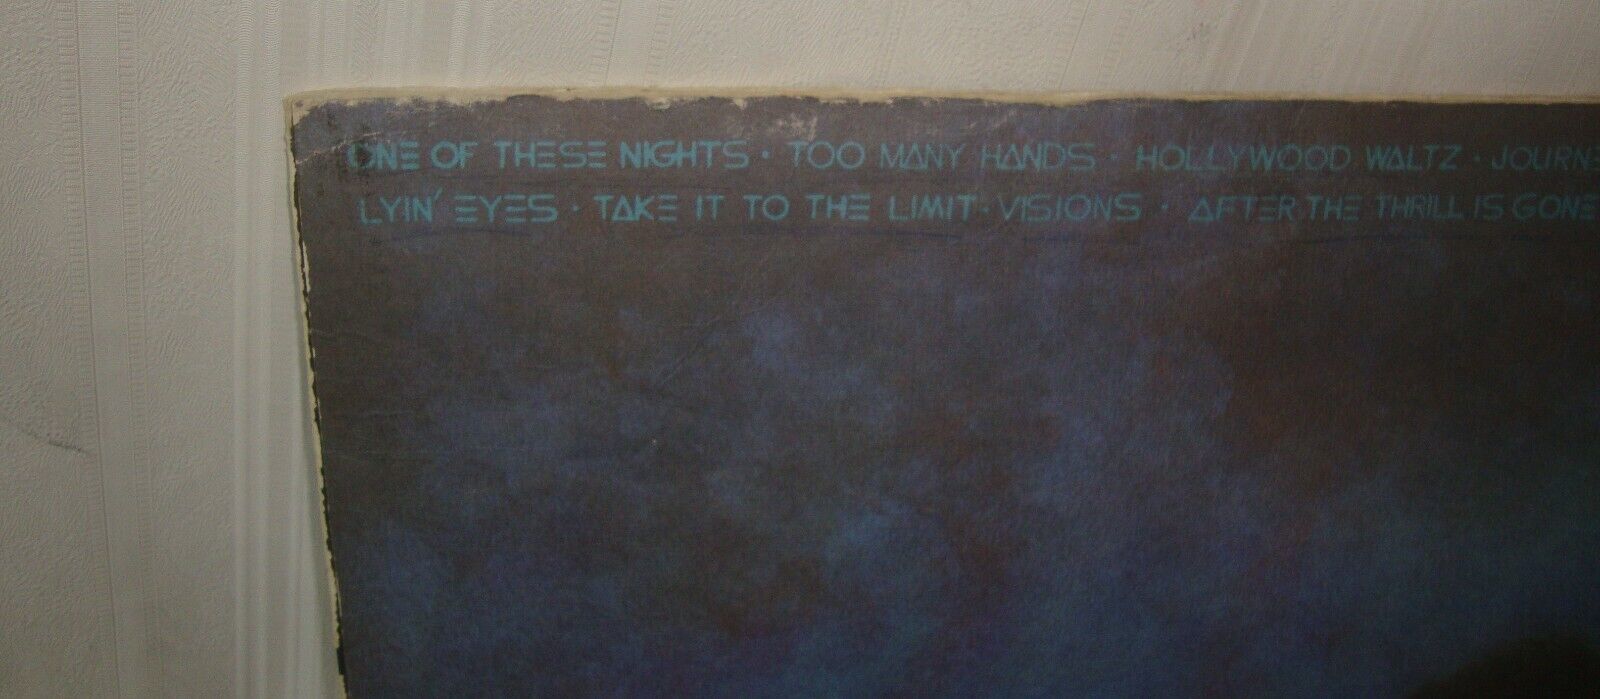 ONE OF THESE NIGHTS · TOO MANY HANDS · HOLLYWOOD WALTZ · JOURNE
LYIN' EYES · TAKE IT TO THE LIMIT · VISIONS · AFTER THE THRILL IS GONE